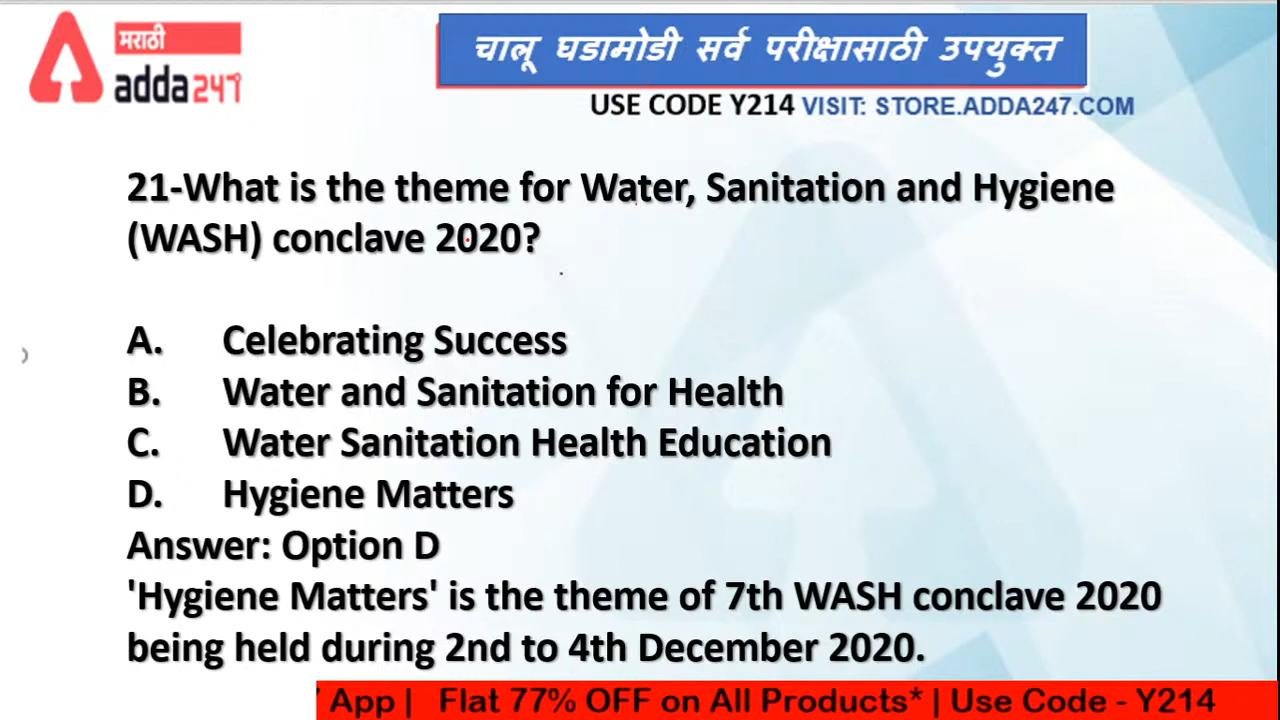 मराठी
adda247
चालू घडामोडी सर्व परीक्षासाठी उपयुक्त
USE CODE Y214 VISIT: STORE.ADDA247.COM
21-What is the theme for Water, Sanitation and Hygiene
(WASH) conclave 2020?
A. Celebrating Success
B. Water and Sanitation for Health
C. Water Sanitation Health Education
D. Hygiene Matters
Answer: Option D
'Hygiene Matters' is the theme of 7th WASH conclave 2020
being held during 2nd to 4th December 2020.
App | Flat 77% OFF on All Products* | Use Code - Y214